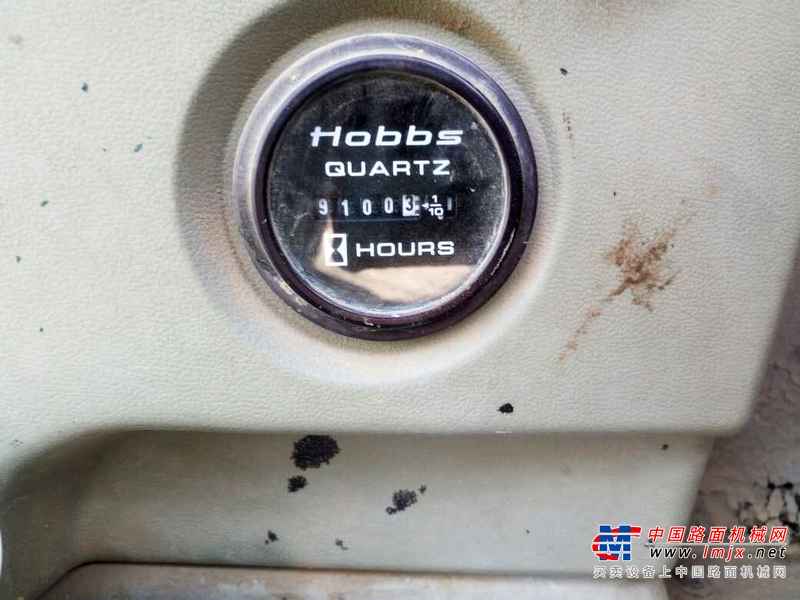 Hobbs
QUARTZ
91003 1/10
HOURS
中国路面机械网
www.lmjx.net
买卖设备上中国路面机械网